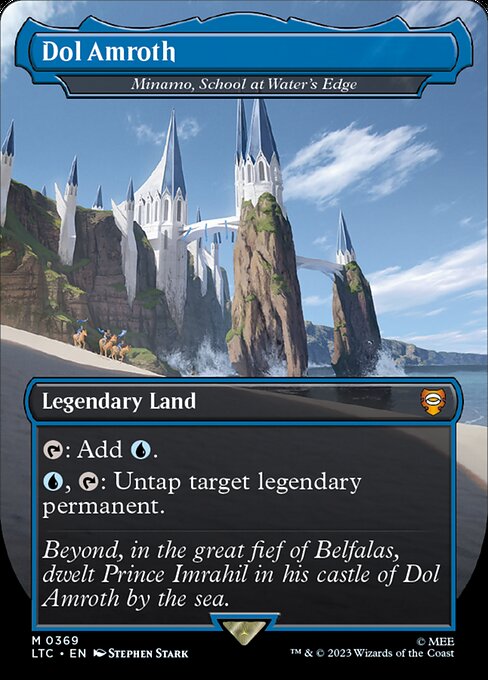 Dol Amroth
Minamo, School at Water's Edge
Legendary Land
: Add .
, : Untap target legendary
permanent.
Beyond, in the great fief of Belfalas,
dwelt Prince Imrahil in his castle of Dol
Amroth by the sea.
M 0369
LTC • EN Stephen Stark
© MEE
™ & © 2023 Wizards of the Coast